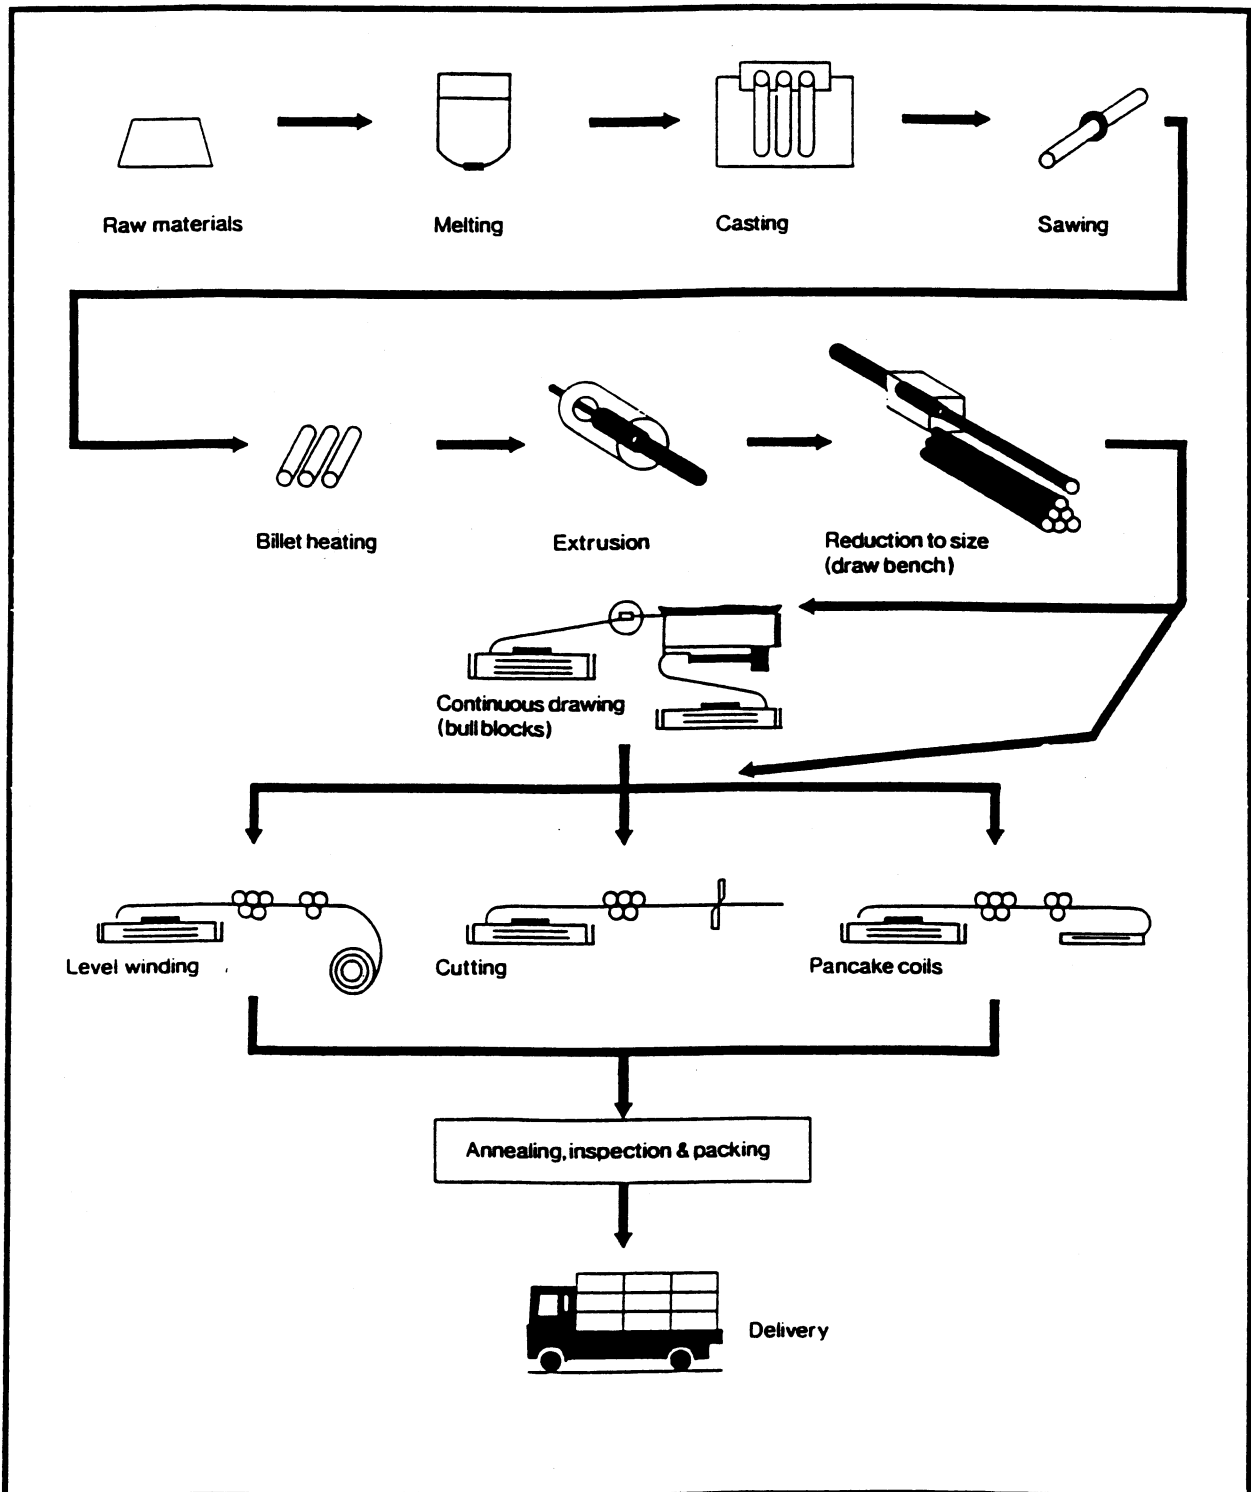 Raw materials
Melting
Casting
Sawing
Billet heating
Extrusion
Reduction to size
(draw bench)
Continuous drawing
(bull blocks)
Level winding
Cutting
Pancake coils
Annealing, inspection & packing
Delivery